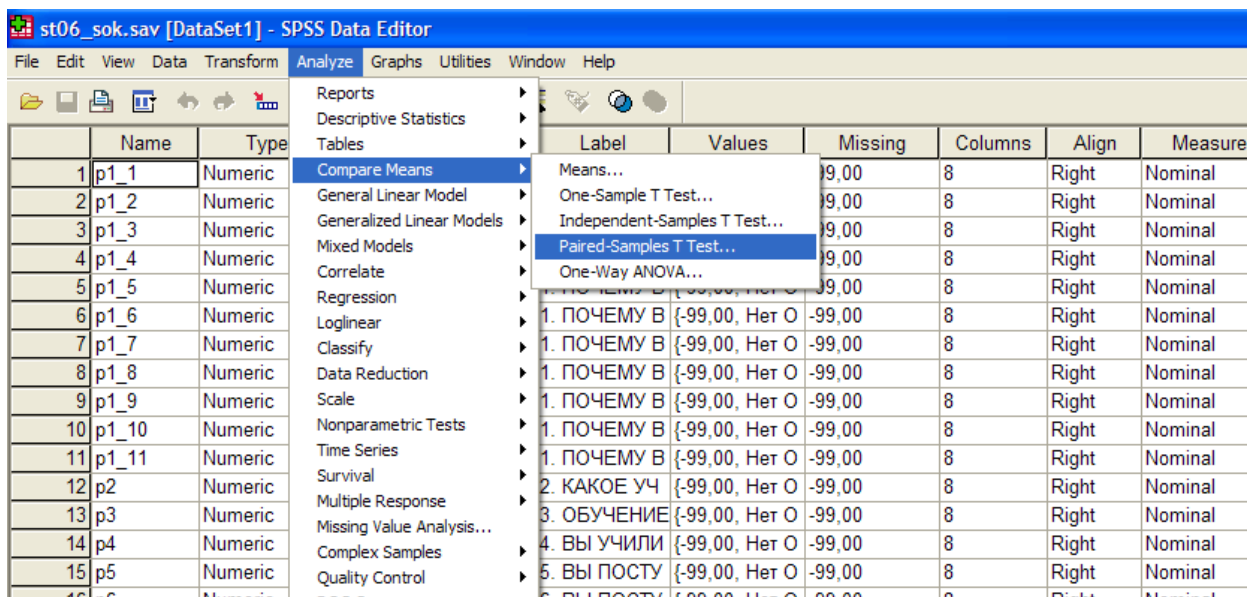 st06_sok.sav [DataSet1] - SPSS Data Editor
File Edit View Data Transform Analyze Graphs Utilities Window Help
Reports
Descriptive Statistics
Tables
Compare Means
General Linear Model
Generalized Linear Models
Mixed Models
Correlate
Regression
Loglinear
Classify
Data Reduction
Scale
Nonparametric Tests
Time Series
Survival
Multiple Response
Missing Value Analysis...
Complex Samples
Quality Control
Means...
One-Sample T Test...
Independent-Samples T Test...
Paired-Samples T Test...
One-Way ANOVA...
Name Type Label Values Missing Columns Align Measure
1 p1_1 Numeric 99,00 8 Right Nominal
2 p1_2 Numeric 99,00 8 Right Nominal
3 p1_3 Numeric 99,00 8 Right Nominal
4 p1_4 Numeric 99,00 8 Right Nominal
5 p1_5 Numeric -99,00 8 Right Nominal
6 p1_6 Numeric 1. ПОЧЕМУ В {-99,00, Нет О -99,00 8 Right Nominal
7 p1_7 Numeric 1. ПОЧЕМУ В {-99,00, Нет О -99,00 8 Right Nominal
8 p1_8 Numeric 1. ПОЧЕМУ В {-99,00, Нет О -99,00 8 Right Nominal
9 p1_9 Numeric 1. ПОЧЕМУ В {-99,00, Нет О -99,00 8 Right Nominal
10 p1_10 Numeric 1. ПОЧЕМУ В {-99,00, Нет О -99,00 8 Right Nominal
11 p1_11 Numeric 1. ПОЧЕМУ В {-99,00, Нет О -99,00 8 Right Nominal
12 p2 Numeric 2. КАКОЕ УЧ {-99,00, Нет О -99,00 8 Right Nominal
13 p3 Numeric 3. ОБУЧЕНИЕ {-99,00, Нет О -99,00 8 Right Nominal
14 p4 Numeric 4. ВЫ УЧИЛИ {-99,00, Нет О -99,00 8 Right Nominal
15 p5 Numeric 5. ВЫ ПОСТУ {-99,00, Нет О -99,00 8 Right Nominal